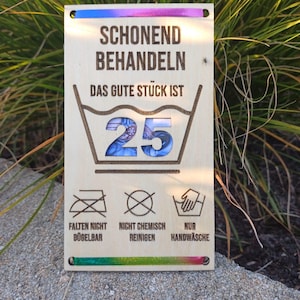 SCHONEND
BEHANDELN
DAS GUTE STÜCK IST
25
FALTEN NICHT
BÜGELBAR
NICHT CHEMISCH
REINIGEN
NUR
HANDWÄSCHE